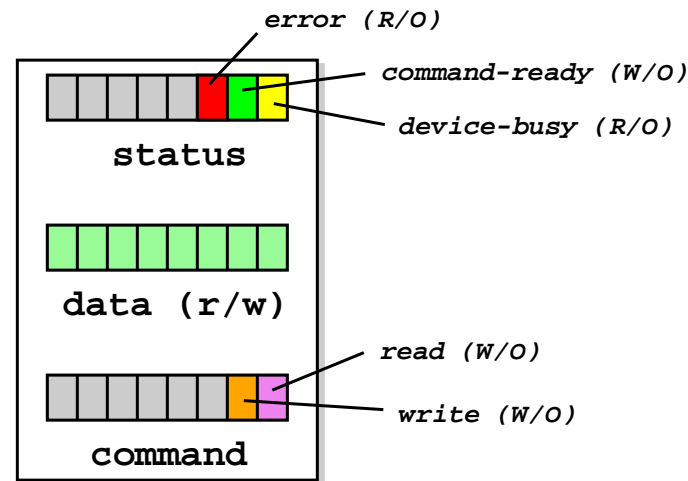 error (R/O)
command-ready (W/O)
device-busy (R/O)
status
data (r/w)
read (W/O)
write (W/O)
command